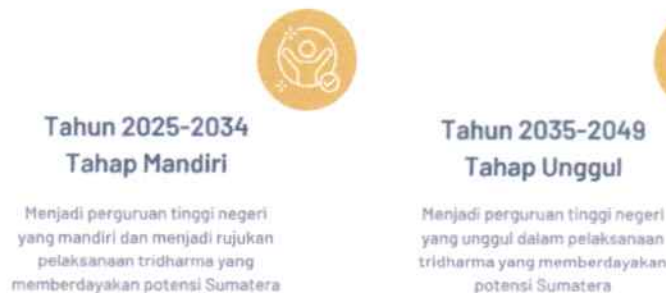 Tahun 2025-2034
Tahap Mandiri
Menjadi perguruan tinggi negeri
yang mandiri dan menjadi rujukan
pelaksanaan tridharma yang
memberdayakan potensi Sumatera
Tahun 2035-2049
Tahap Unggul
Menjadi perguruan tinggi negeri
yang unggul dalam pelaksanaan
tridharma yang memberdayakan
potensi Sumatera